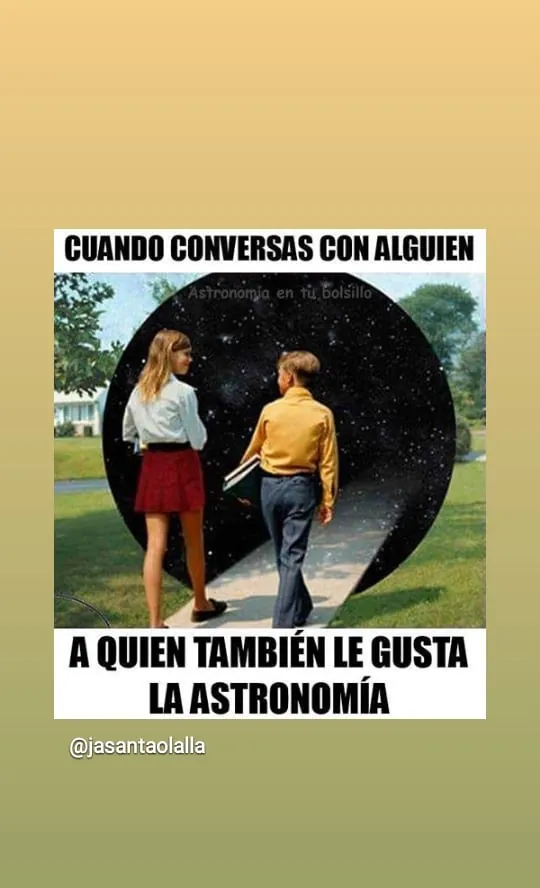 CUANDO CONVERSAS CON ALGUIEN
Astronomía en tu bolsillo
A QUIEN TAMBIÉN LE GUSTA
LA ASTRONOMÍA
@jasantaolalla